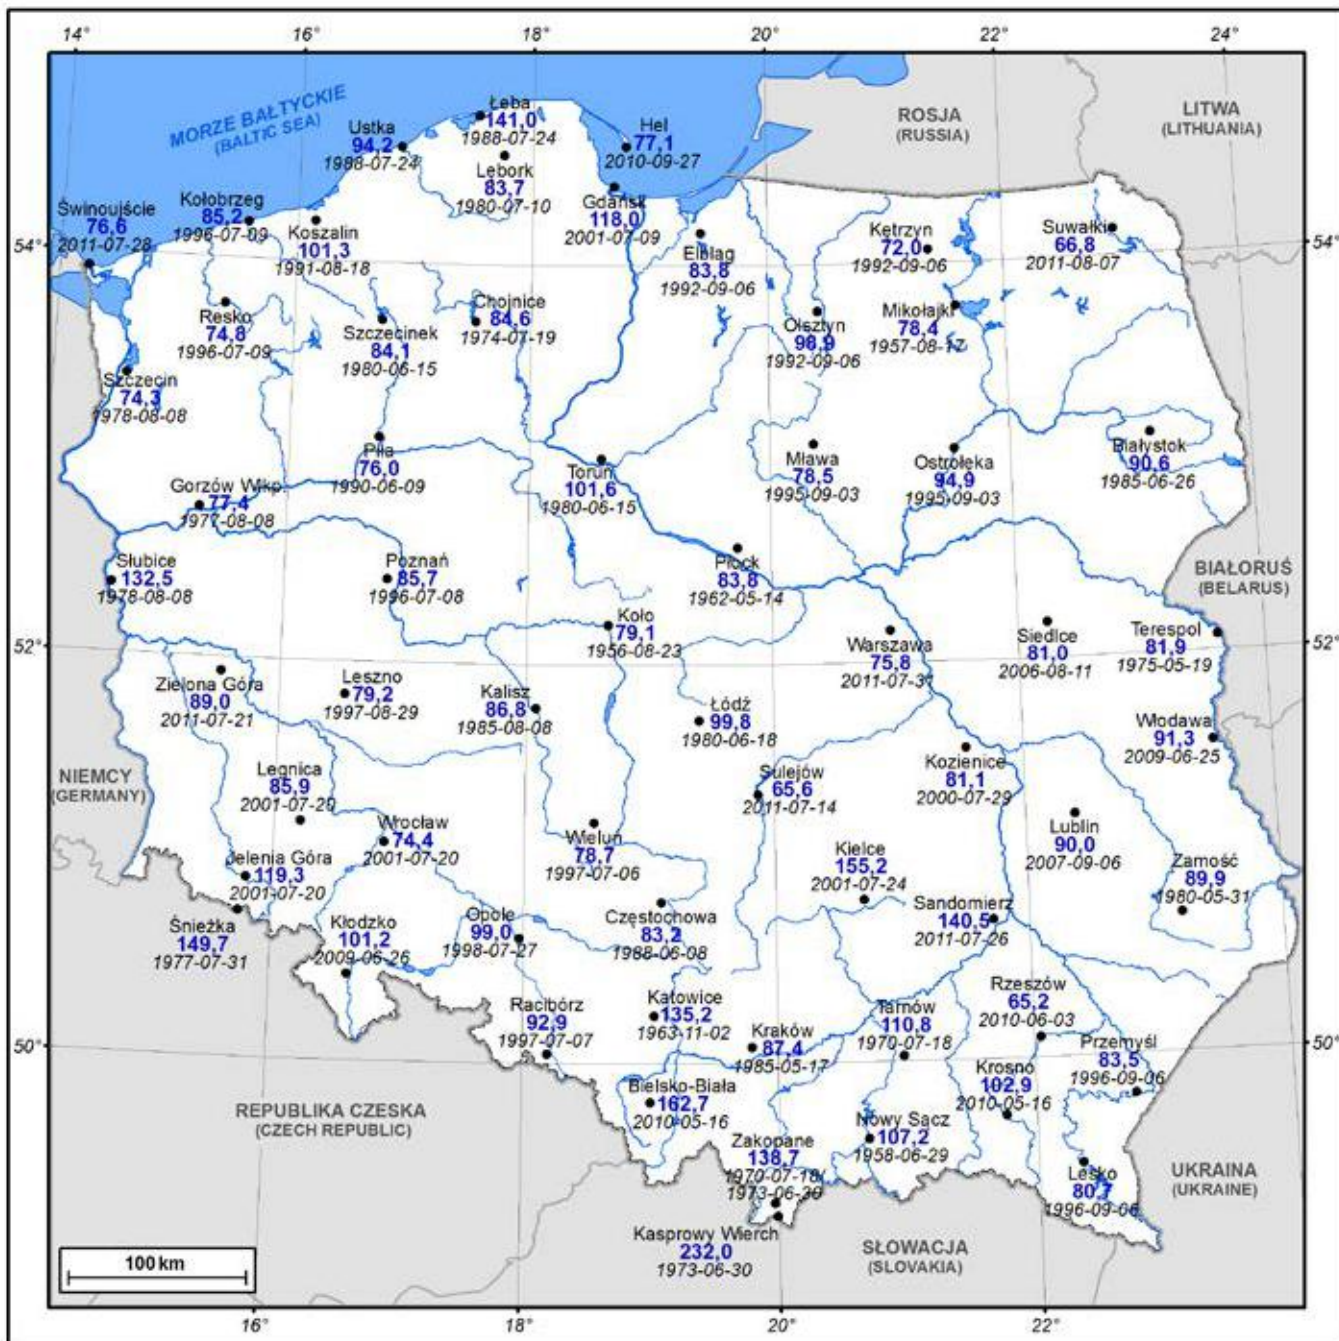 14°
16°
18°
20°
22°
24°
MORZE BAŁTYCKIE
(BALTIC SEA)
ROSJA
(RUSSIA)
LITWA
(LITHUANIA)
Łeba
141,0
1988-07-24
Ustka
94,2
1988-07-24
Hel
77,1
2010-09-27
Lębork
83,7
1980-07-10
Gdańsk
118,0
2001-07-09
Świnoujście
76,6
2011-07-28
Kołobrzeg
85,2
1996-07-09
Koszalin
101,3
1991-08-18
Elbląg
83,8
1992-09-06
Kętrzyn
72,0
1992-09-06
Suwałki
66,8
2011-08-07
54°
54°
Resko
74,8
1996-07-09
Szczecinek
84,1
1980-06-15
Chojnice
84,6
1974-07-19
Olsztyn
98,9
1992-09-06
Mikołajki
78,4
1957-08-17
Szczecin
74,3
1978-08-08
Piła
76,0
1990-06-09
Toruń
101,6
1980-06-15
Mława
78,5
1995-09-03
Ostrołęka
94,9
1995-09-03
Białystok
90,6
1985-06-26
Gorzów Wlkp.
77,4
1977-08-08
Słubice
132,5
1978-08-08
Poznań
85,7
1996-07-08
Płock
83,8
1962-05-14
BIAŁORUŚ
(BELARUS)
Koło
79,1
1956-08-23
Warszawa
75,8
2011-07-31
Siedlce
81,0
2006-08-11
Terespol
81,9
1975-05-19
52°
52°
Zielona Góra
89,0
2011-07-21
Leszno
79,2
1997-08-29
Kalisz
86,8
1985-08-08
Łódź
99,8
1980-06-18
Włodawa
91,3
2009-06-25
NIEMCY
(GERMANY)
Legnica
85,9
2001-07-20
Sulejów
65,6
2011-07-14
Kozienice
81,1
2000-07-29
Wrocław
74,4
2001-07-20
Wieluń
78,7
1997-07-06
Lublin
90,0
2007-09-06
Jelenia Góra
119,3
2001-07-20
Kielce
155,2
2001-07-24
Zamość
89,9
1980-05-31
Śnieżka
149,7
1977-07-31
Kłodzko
101,2
2009-06-26
Opole
99,0
1998-07-27
Częstochowa
83,2
1988-06-08
Sandomierz
140,5
2011-07-26
Racibórz
92,9
1997-07-07
Katowice
135,2
1963-11-02
Kraków
87,4
1985-05-17
Tarnów
110,8
1970-07-18
Rzeszów
65,2
2010-06-03
Przemyśl
83,5
1996-09-06
50°
50°
Bielsko-Biała
162,7
2010-05-16
Krosno
102,9
2010-05-16
REPUBLIKA CZESKA
(CZECH REPUBLIC)
Zakopane
138,7
1970-07-18/
1973-06-30
Nowy Sącz
107,2
1958-06-29
Lesko
80,7
1996-09-06
UKRAINA
(UKRAINE)
Kasprowy Wierch
232,0
1973-06-30
SŁOWACJA
(SLOVAKIA)
100 km
16°
18°
20°
22°